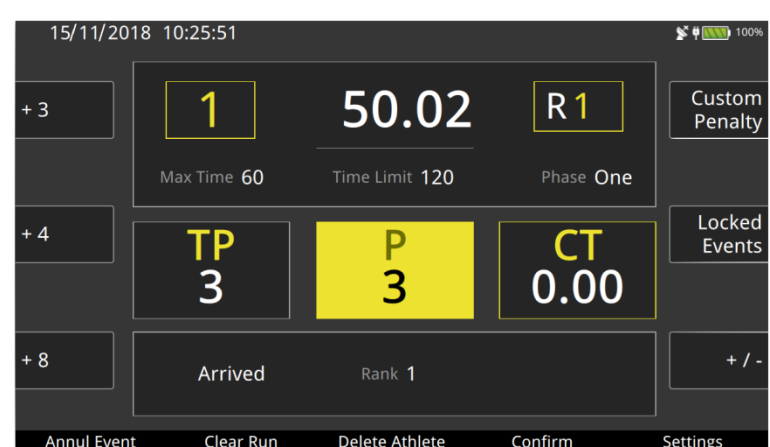 15/11/2018 10:25:51
100%
+ 3
1
50.02
R 1
Custom
Penalty
Max Time 60
Time Limit 120
Phase One
+ 4
TP
3
P
3
CT
0.00
Locked
Events
+ 8
Arrived
Rank 1
+ / -
Annul Event
Clear Run
Delete Athlete
Confirm
Settings